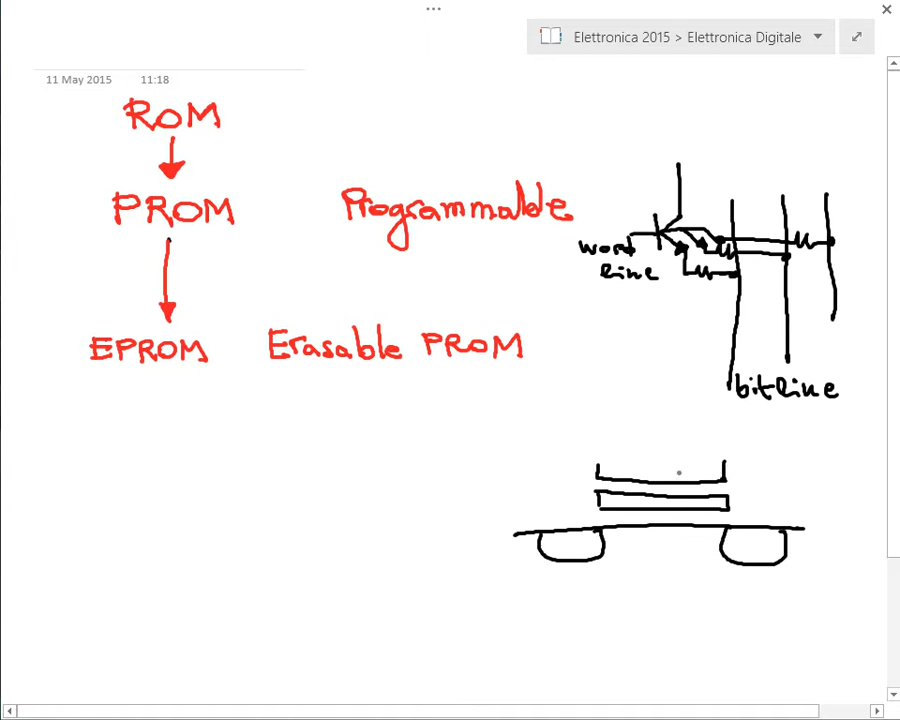 Elettronica 2015 > Elettronica Digitale
11 May 2015 11:18
ROM
PROM Programmable
word
line
EPROM Erasable PROM
bitline